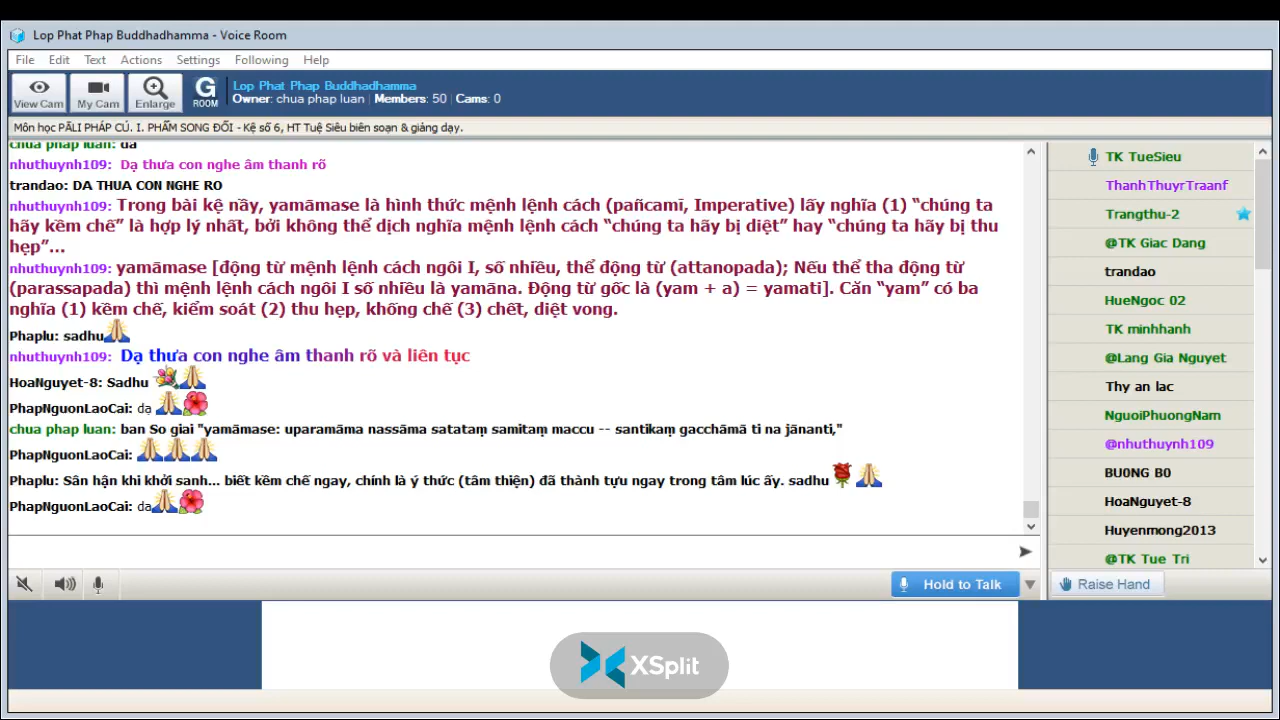 Lop Phat Phap Buddhadhamma - Voice Room
File Edit Text Actions Settings Following Help
View Cam My Cam Enlarge G ROOM
Lop Phat Phap Buddhadhamma
Owner: chua phap luan | Members: 50 | Cams: 0
Môn học PĀLI PHÁP CÚ. I. PHẨM SONG ĐỐI - Kệ số 6, HT Tuệ Siêu biên soạn & giảng dạy.
chua phap luan: da
nhuthuynh109: Dạ thưa con nghe âm thanh rõ
trandao: DA THUA CON NGHE RO
nhuthuynh109: Trong bài kệ nầy, yamāmase là hình thức mệnh lệnh cách (pañcami, Imperative) lấy nghĩa (1) “chúng ta
hãy kềm chế” là hợp lý nhất, bởi không thể dịch nghĩa mệnh lệnh cách “chúng ta hãy bị diệt” hay “chúng ta hãy bị thu
hẹp”...
nhuthuynh109: yamāmase [động từ mệnh lệnh cách ngôi I, số nhiều, thể động từ (attanopada); Nếu thể tha động từ
(parassapada) thì mệnh lệnh cách ngôi I số nhiều là yamāna. Động từ gốc là (yam + a) = yamati]. Căn “yam” có ba
nghĩa (1) kềm chế, kiểm soát (2) thu hẹp, khống chế (3) chết, diệt vong.
Phaplu: sadhu
nhuthuynh109: Dạ thưa con nghe âm thanh rõ và liên tục
HoaNguyet-8: Sadhu
PhapNguonLaoCai: dạ
chua phap luan: ban So giai "yamāmase: uparamāma nassāma satataṃ samitaṃ maccu -- santikaṃ gacchāmā ti na jānanti,"
PhapNguonLaoCai:
Phaplu: Sân hận khi khởi sanh... biết kềm chế ngay, chính là ý thức (tâm thiện) đã thành tựu ngay trong tâm lúc ấy. sadhu
PhapNguonLaoCai: dạ
TK TueSieu
ThanhThuyrTraanf
Trangthu-2
@TK Giac Dang
trandao
HueNgoc 02
TK minhhanh
@Lang Gia Nguyet
Thy an lac
NguoiPhuongNam
@nhuthuynh109
BU0NG B0
HoaNguyet-8
Huyenmong2013
@TK Tue Tri
Hold to Talk
Raise Hand
XSplit